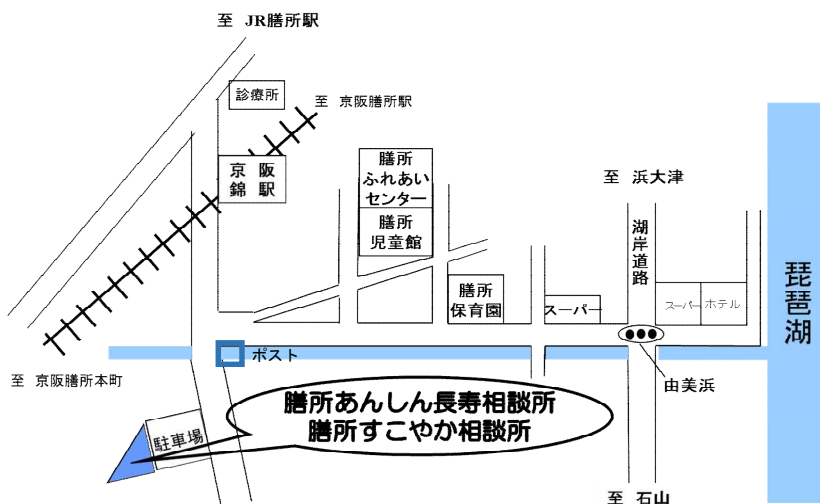 至 JR膳所駅
診療所
至 京阪膳所駅
京 阪
錦 駅
膳所
ふれあい
センター
膳所
児童館
至 浜大津
湖岸道路
琵琶湖
膳所
保育園
スーパー
スーパー
ホテル
ポスト
至 京阪膳所本町
由美浜
膳所あんしん長寿相談所
膳所すこやか相談所
駐車場
至 石山